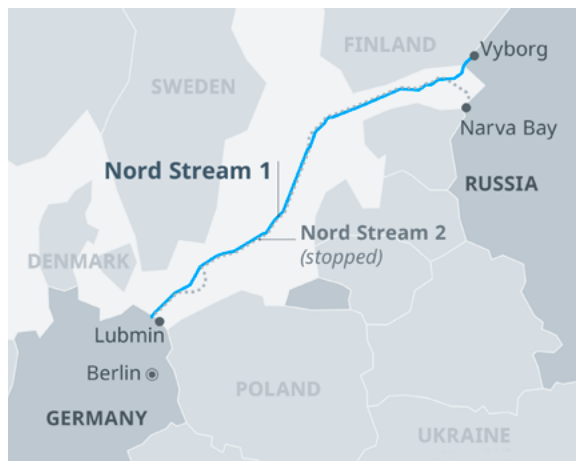 FINLAND
Vyborg
SWEDEN
Narva Bay
Nord Stream 1
RUSSIA
Nord Stream 2
(stopped)
DENMARK
Lubmin
Berlin
POLAND
GERMANY
UKRAINE